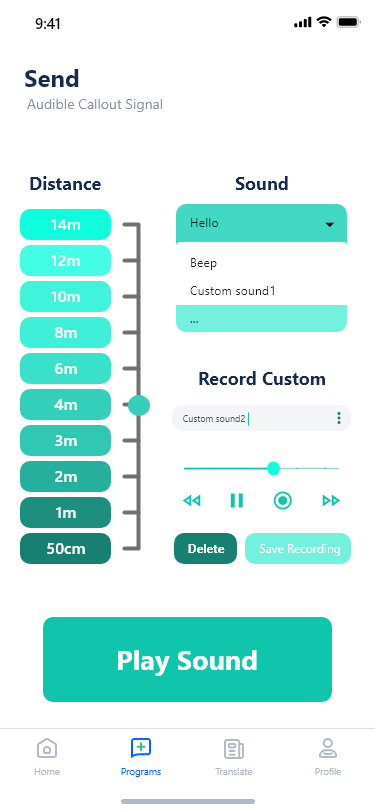 9:41
Send
Audible Callout Signal
Distance
14m
12m
10m
8m
6m
4m
3m
2m
1m
50cm
Sound
Hello
Beep
Custom sound1
...
Record Custom
Custom sound2
Delete
Save Recording
Play Sound
Home
Programs
Translate
Profile